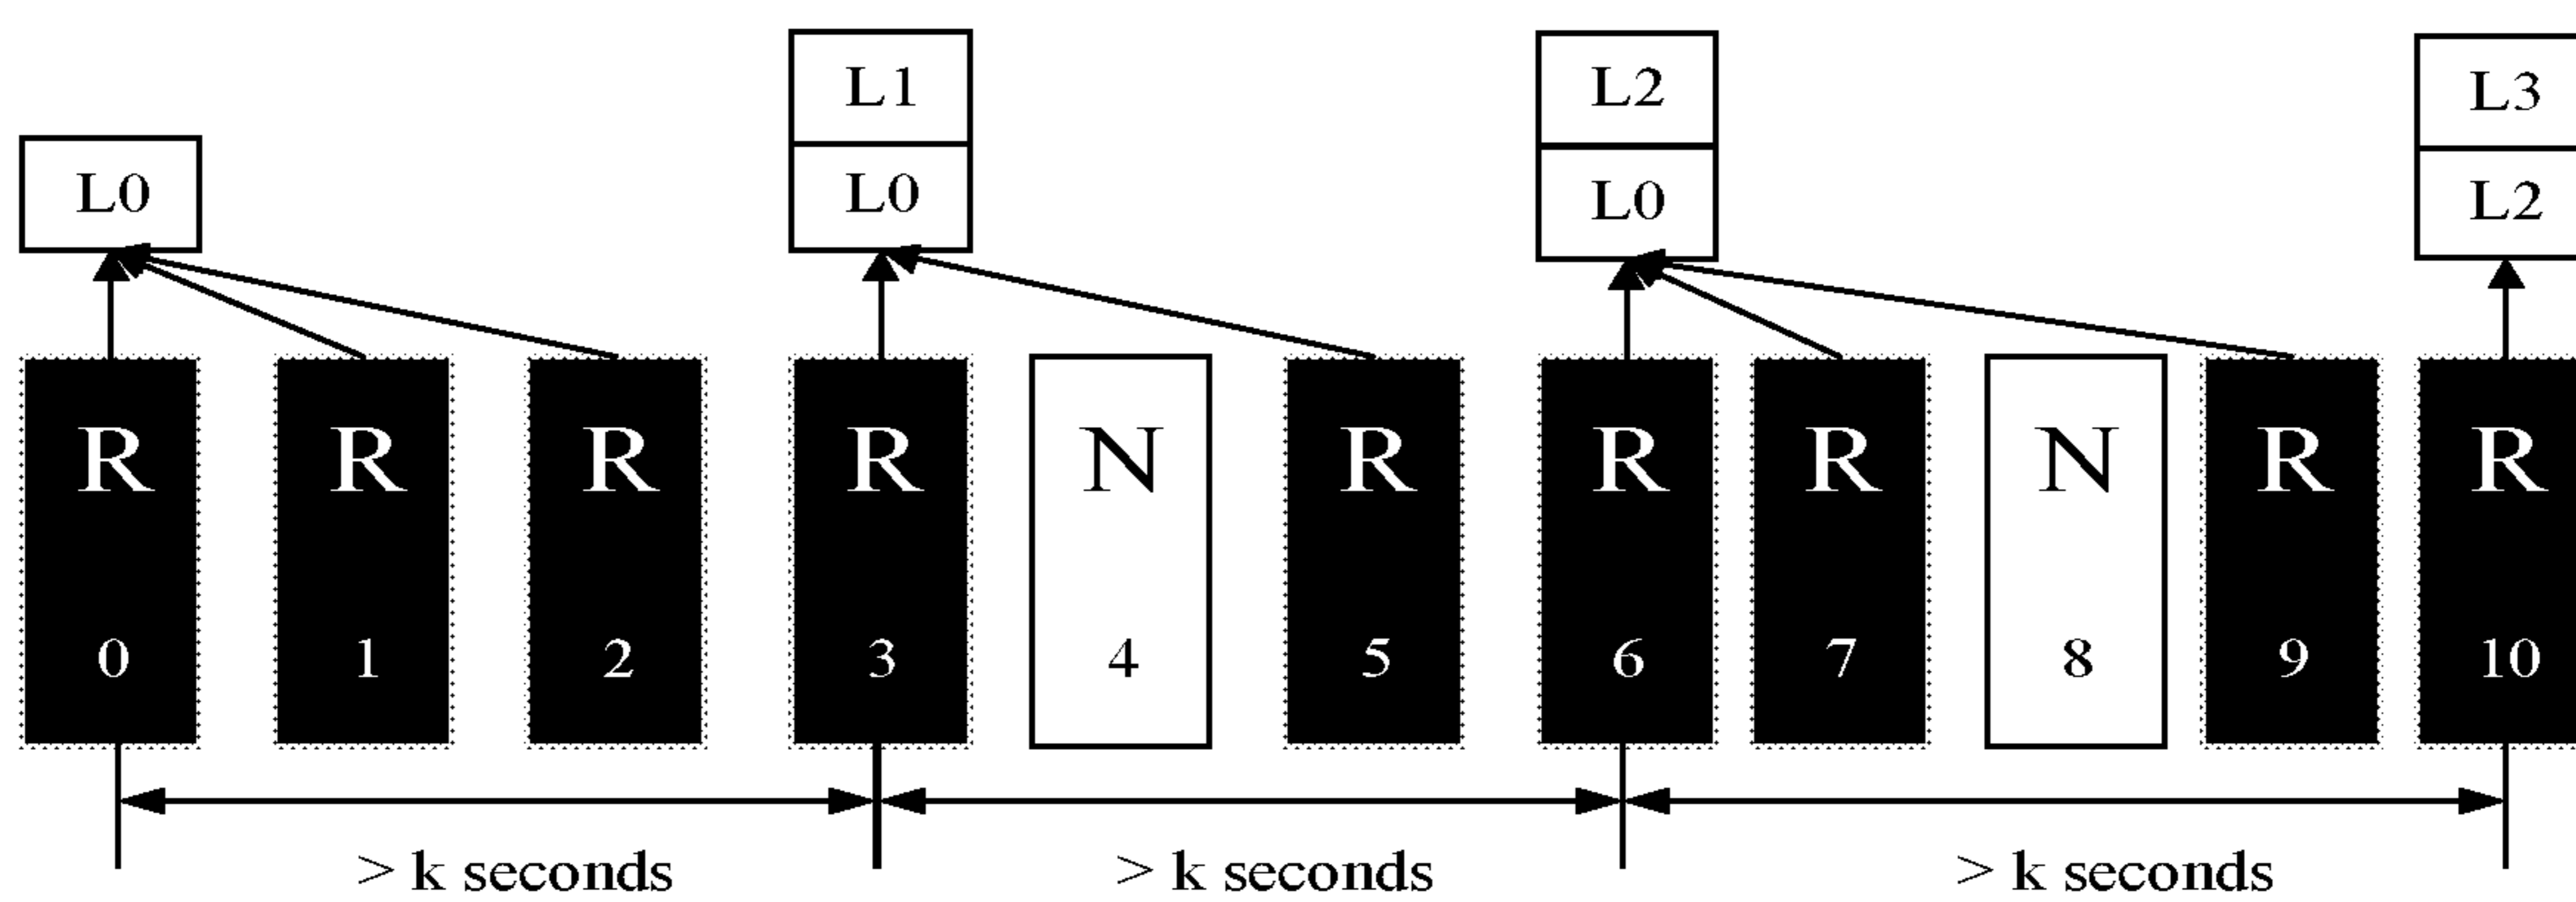 L1 L2 L3
L0 L0 L0 L2
R R R R N R R R N R R
0 1 2 3 4 5 6 7 8 9 10
> k seconds > k seconds > k seconds